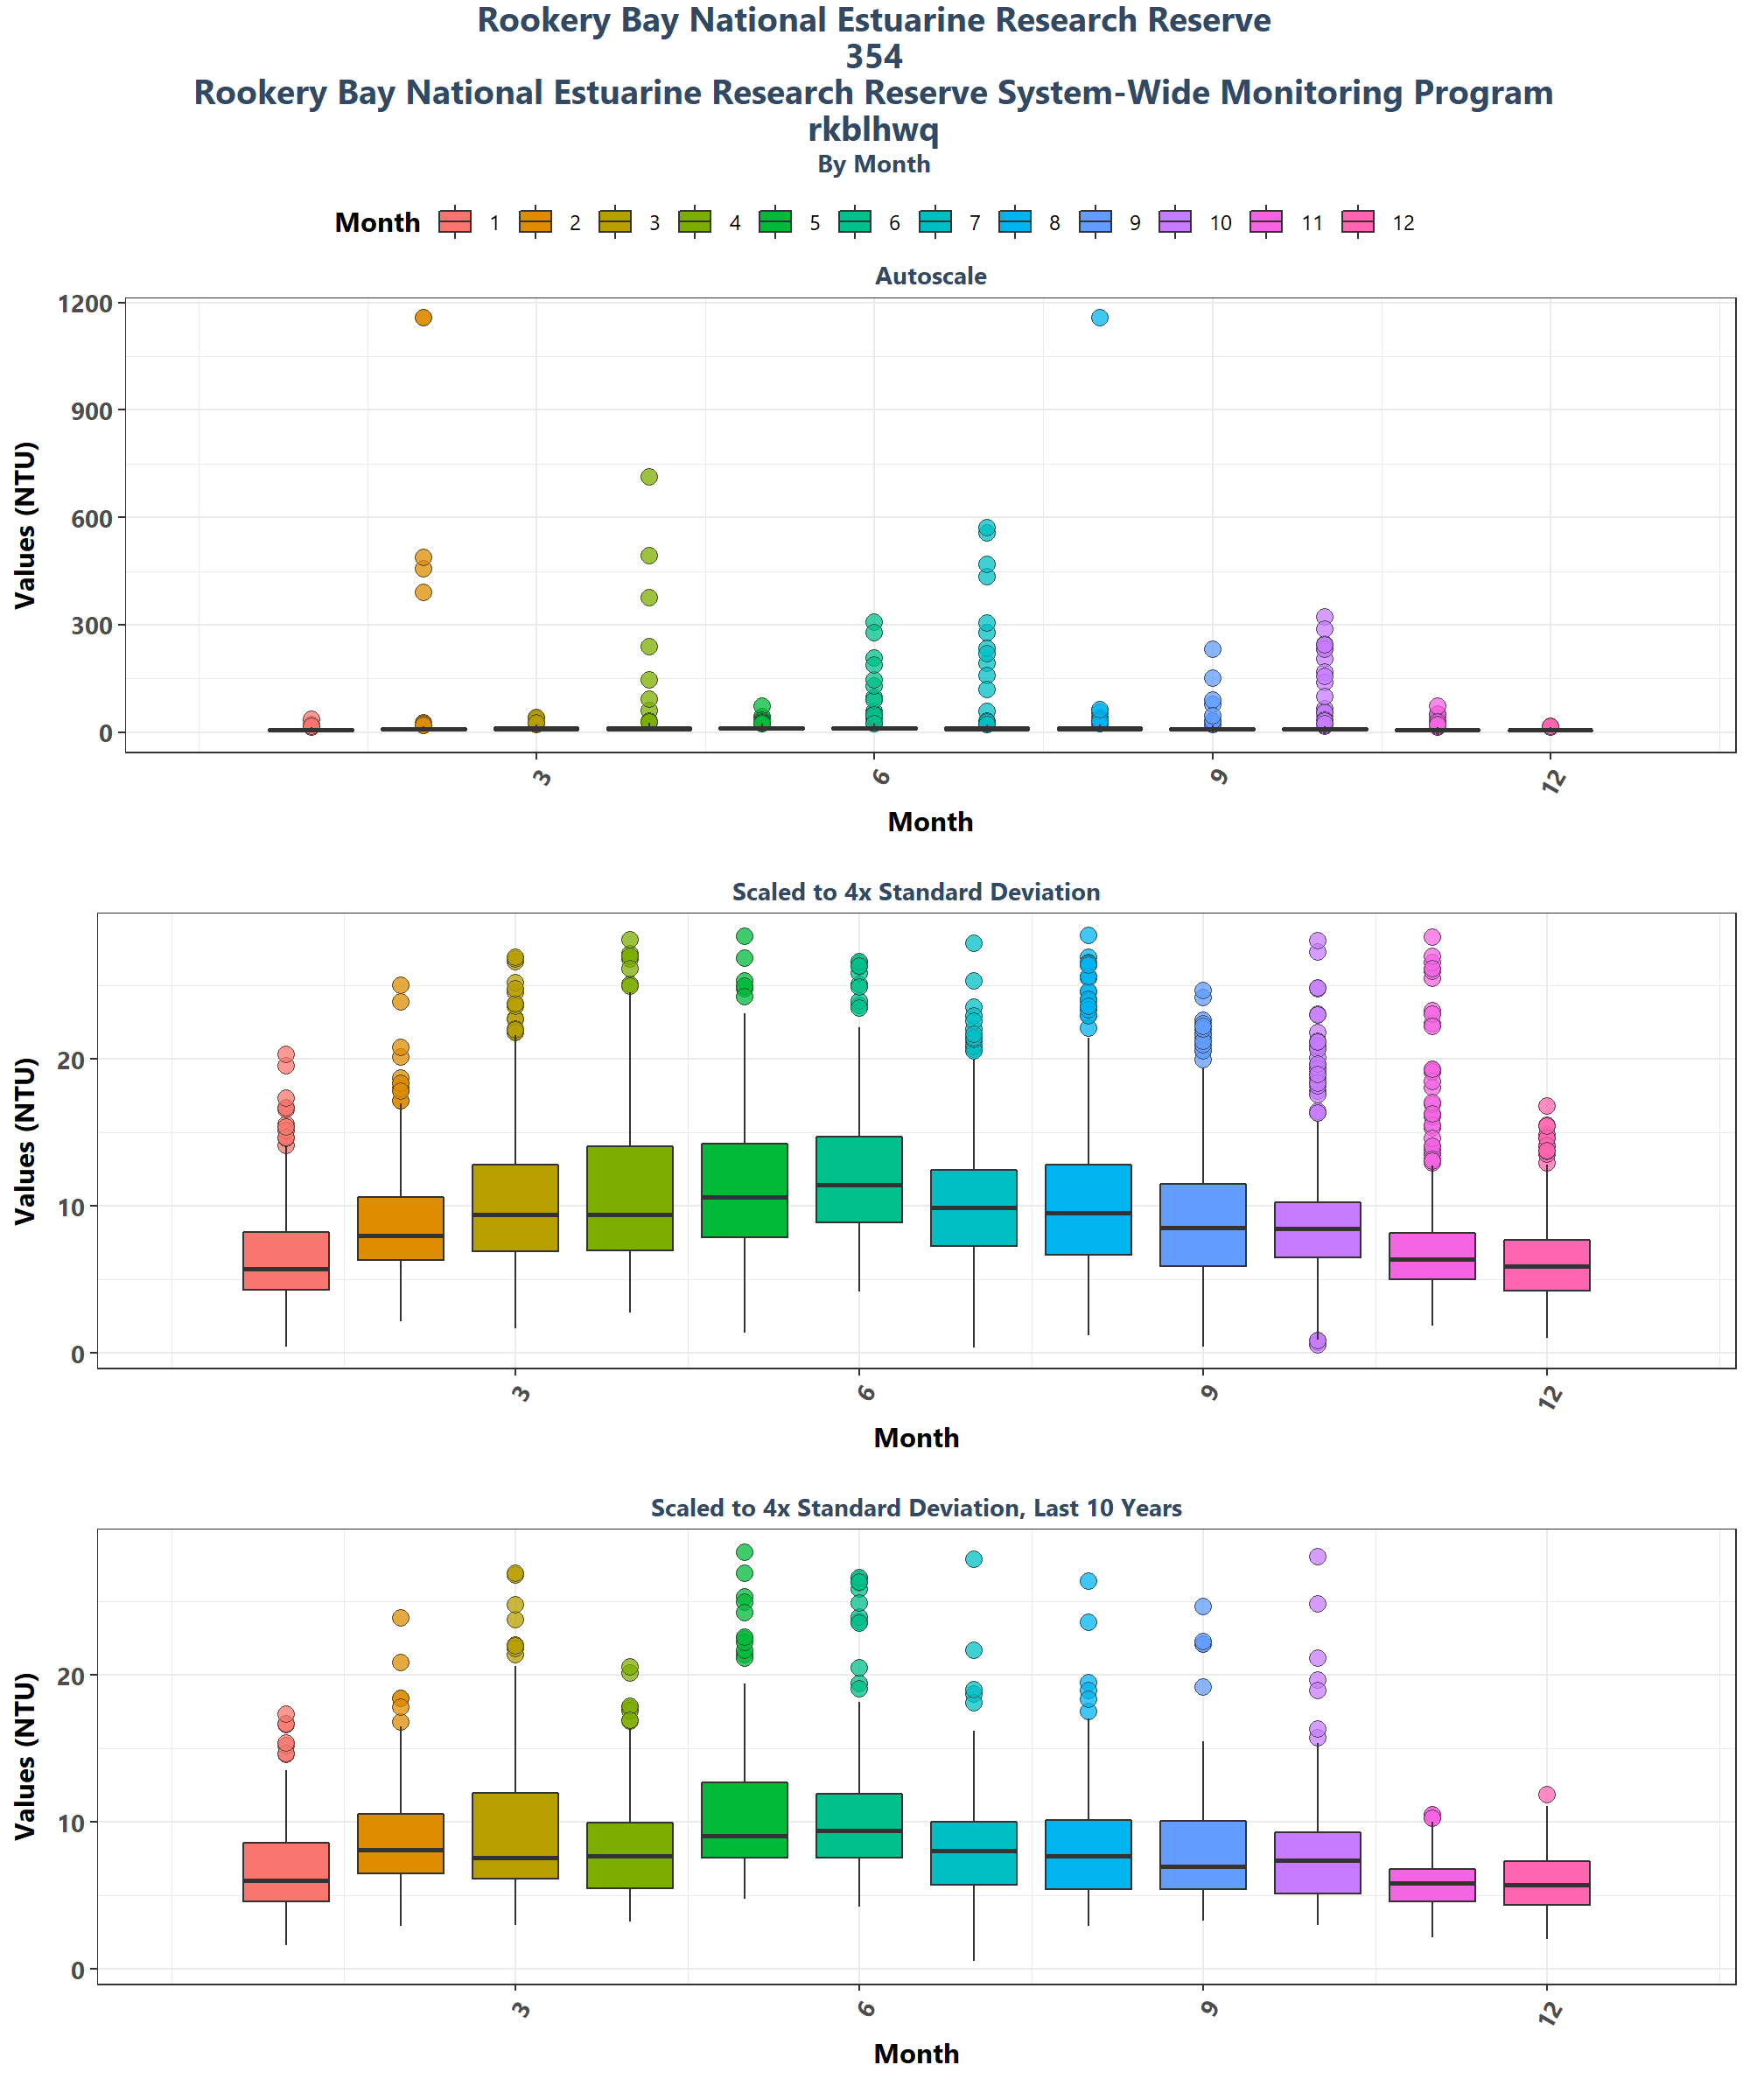 Rookery Bay National Estuarine Research Reserve
354
Rookery Bay National Estuarine Research Reserve System-Wide Monitoring Program
rkblhwq
By Month
Month 1 2 3 4 5 6 7 8 9 10 11 12
Autoscale
Values (NTU)
1200
900
600
300
0
3 6 9 12
Month
Scaled to 4x Standard Deviation
Values (NTU)
20
10
0
3 6 9 12
Month
Scaled to 4x Standard Deviation, Last 10 Years
Values (NTU)
20
10
0
3 6 9 12
Month